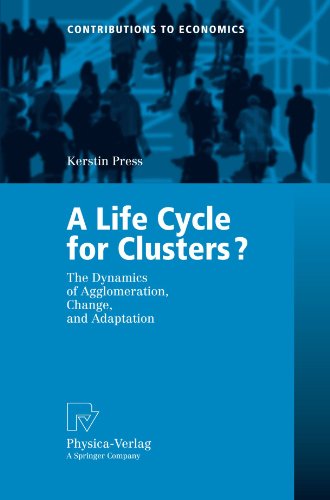 CONTRIBUTIONS TO ECONOMICS
Kerstin Press
A Life Cycle
for Clusters?
The Dynamics
of Agglomeration,
Change,
and Adaptation
Physica-Verlag
A Springer Company